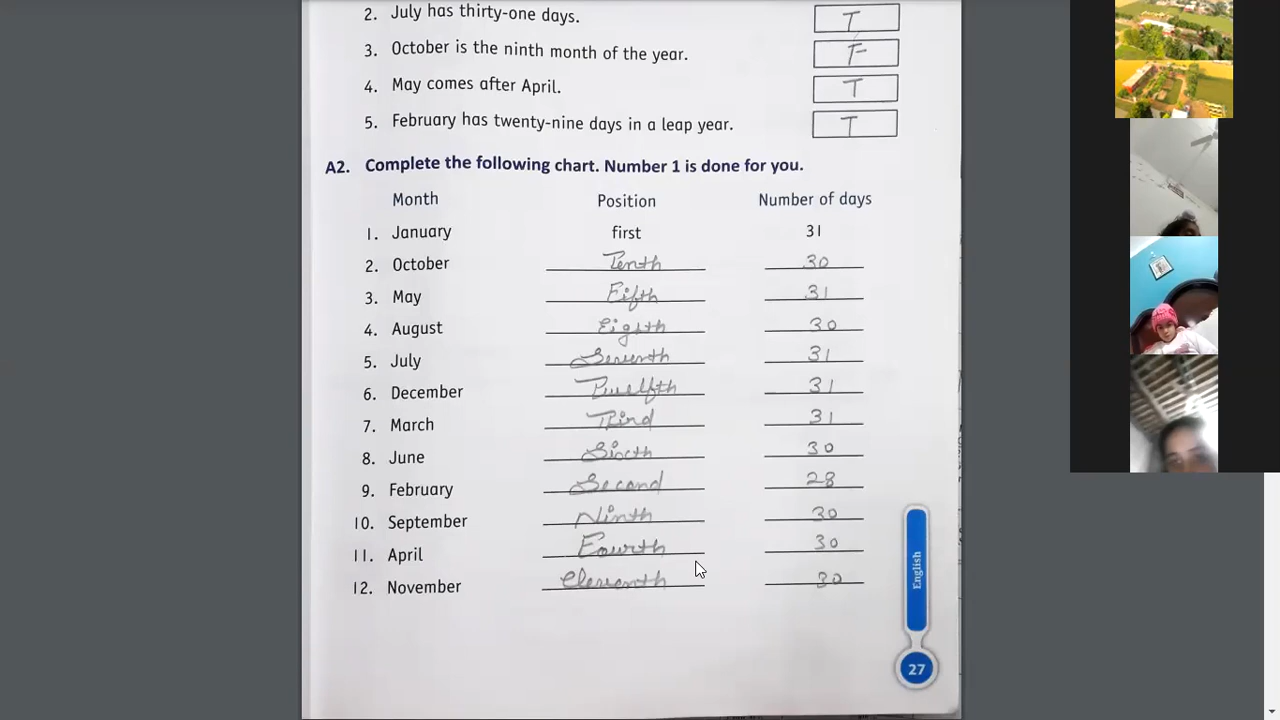 2. July has thirty-one days. T
3. October is the ninth month of the year. F
4. May comes after April. T
5. February has twenty-nine days in a leap year. T
A2. Complete the following chart. Number 1 is done for you.
Month Position Number of days
1. January first 31
2. October Tenth 30
3. May Fifth 31
4. August Eighth 30
5. July Seventh 31
6. December Twelfth 31
7. March Third 31
8. June Sixth 30
9. February Second 28
10. September Ninth 30
11. April Fourth 30
12. November Eleventh 30
English
27